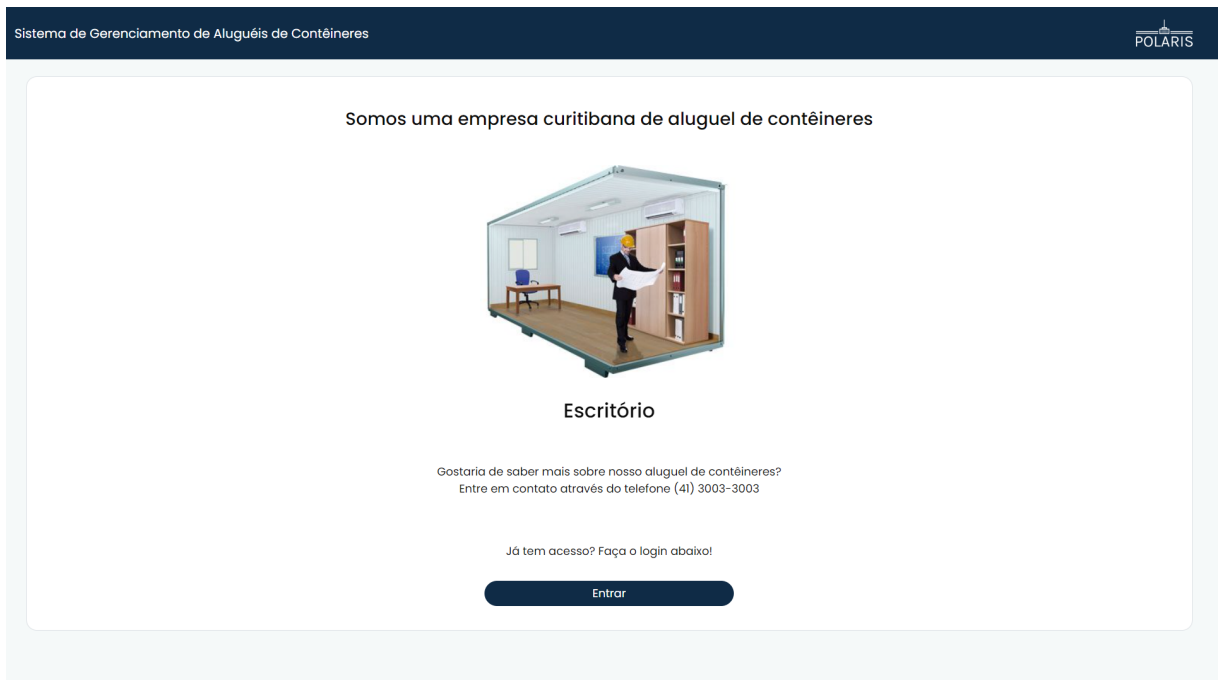 Sistema de Gerenciamento de Aluguéis de Contêineres
POLARIS
Somos uma empresa curitibana de aluguel de contêineres
Escritório
Gostaria de saber mais sobre nosso aluguel de contêineres?
Entre em contato através do telefone (41) 3003-3003
Já tem acesso? Faça o login abaixo!
Entrar